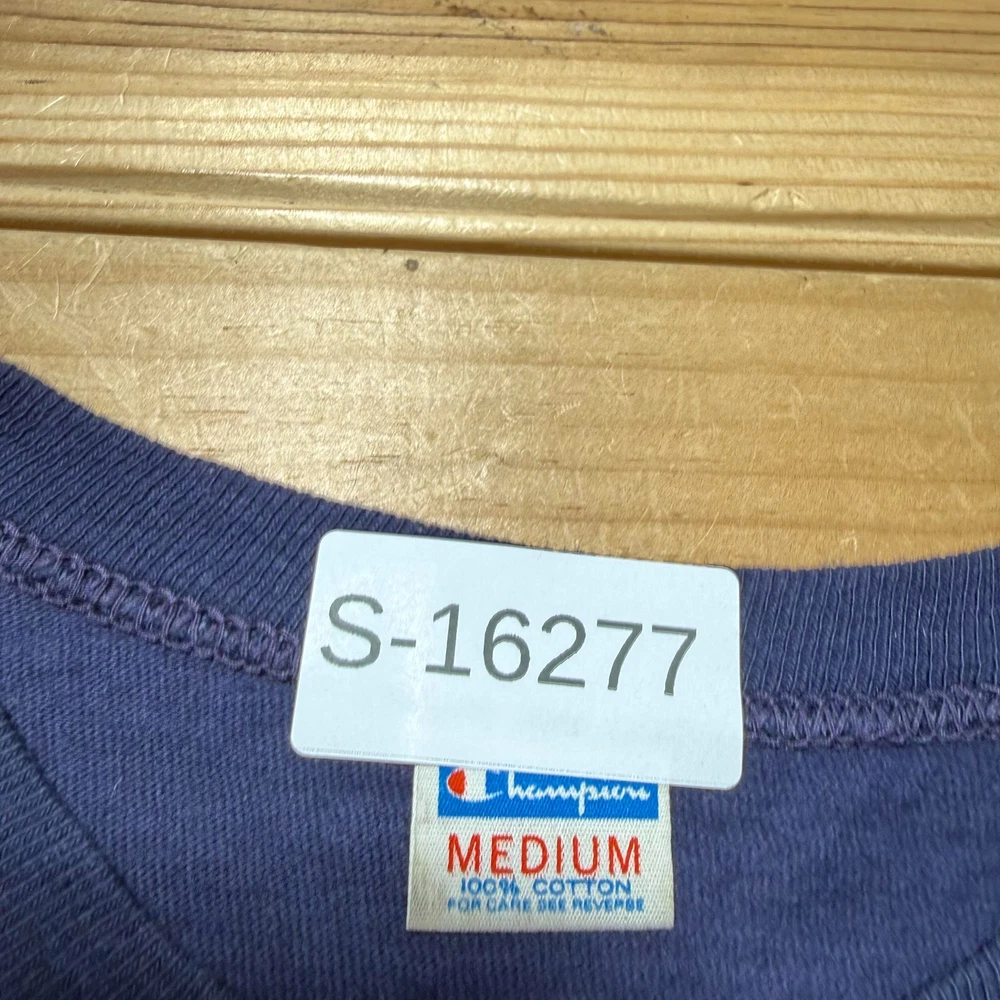 S-16277
Champion
MEDIUM
100% COTTON
FOR CARE SEE REVERSE